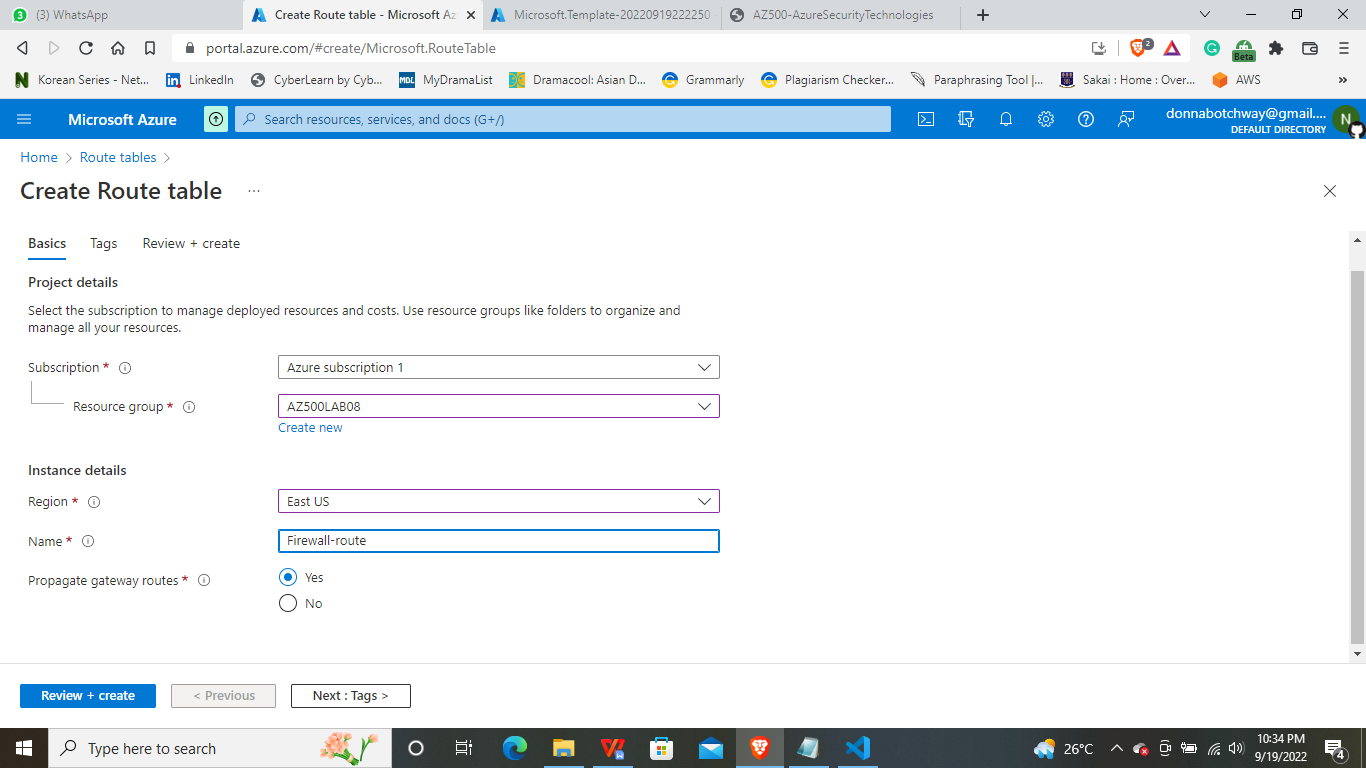 (3) WhatsApp
Create Route table - Microsoft Az
Microsoft.Template-20220919222250
AZ500-AzureSecurityTechnologies
portal.azure.com/#create/Microsoft.RouteTable
2
Beta
Korean Series - Net...
LinkedIn
CyberLearn by Cyb...
MDL MyDramaList
Dramacool: Asian D...
Grammarly
Plagiarism Checker...
Paraphrasing Tool |...
Sakai : Home : Over...
AWS
»
Microsoft Azure
Search resources, services, and docs (G+/)
donnabotchway@gmail....
DEFAULT DIRECTORY
N
Home > Route tables >
Create Route table ...
Basics Tags Review + create
Project details
Select the subscription to manage deployed resources and costs. Use resource groups like folders to organize and
manage all your resources.
Subscription * Azure subscription 1
Resource group * AZ500LAB08
Create new
Instance details
Region * East US
Name * Firewall-route
Propagate gateway routes * Yes
No
Review + create < Previous Next : Tags >
Type here to search
26°C
10:34 PM
9/19/2022
4